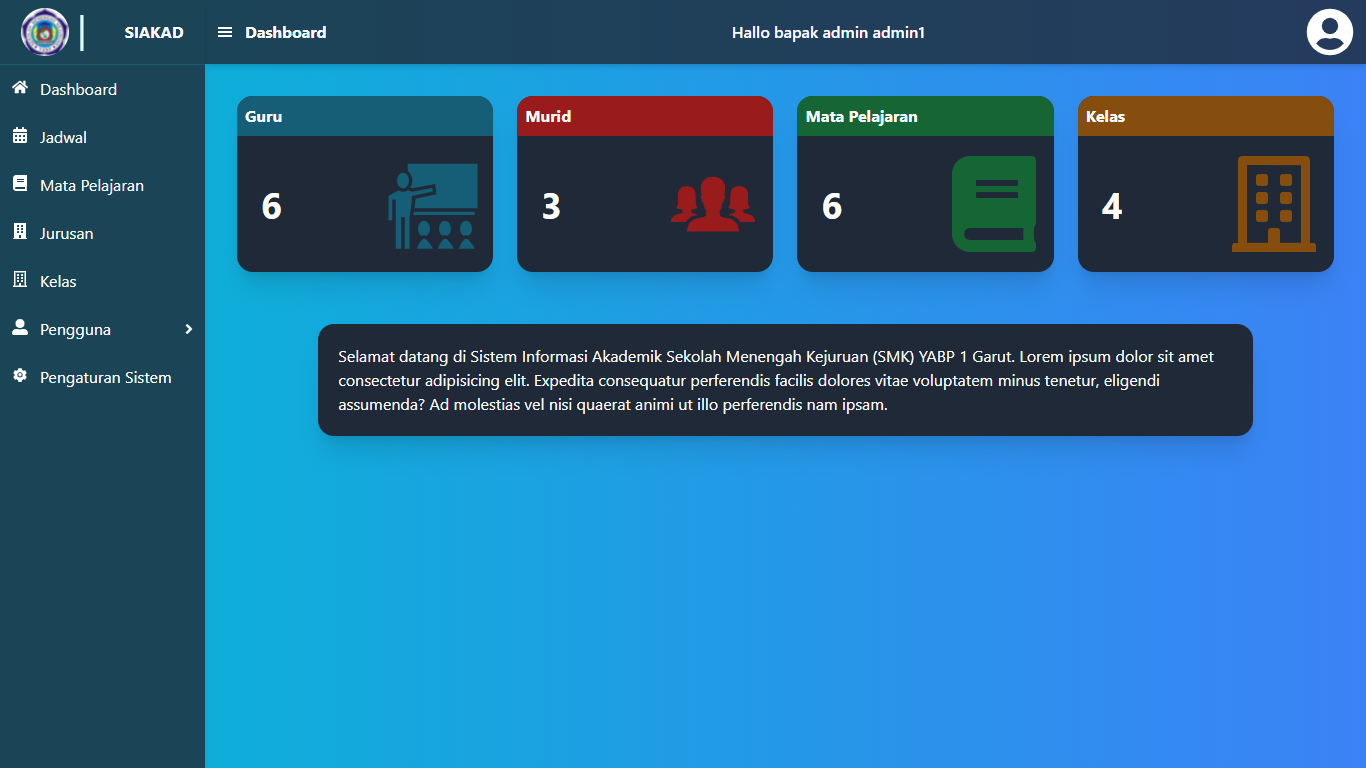 SIAKAD
Dashboard
Hallo bapak admin admin1
Dashboard
Jadwal
Mata Pelajaran
Jurusan
Kelas
Pengguna
Pengaturan Sistem
Guru
6
Murid
3
Mata Pelajaran
6
Kelas
4
Selamat datang di Sistem Informasi Akademik Sekolah Menengah Kejuruan (SMK) YABP 1 Garut. Lorem ipsum dolor sit amet
consectetur adipisicing elit. Expedita consequatur perferendis facilis dolores vitae voluptatem minus tenetur, eligendi
assumenda? Ad molestias vel nisi quaerat animi ut illo perferendis nam ipsam.